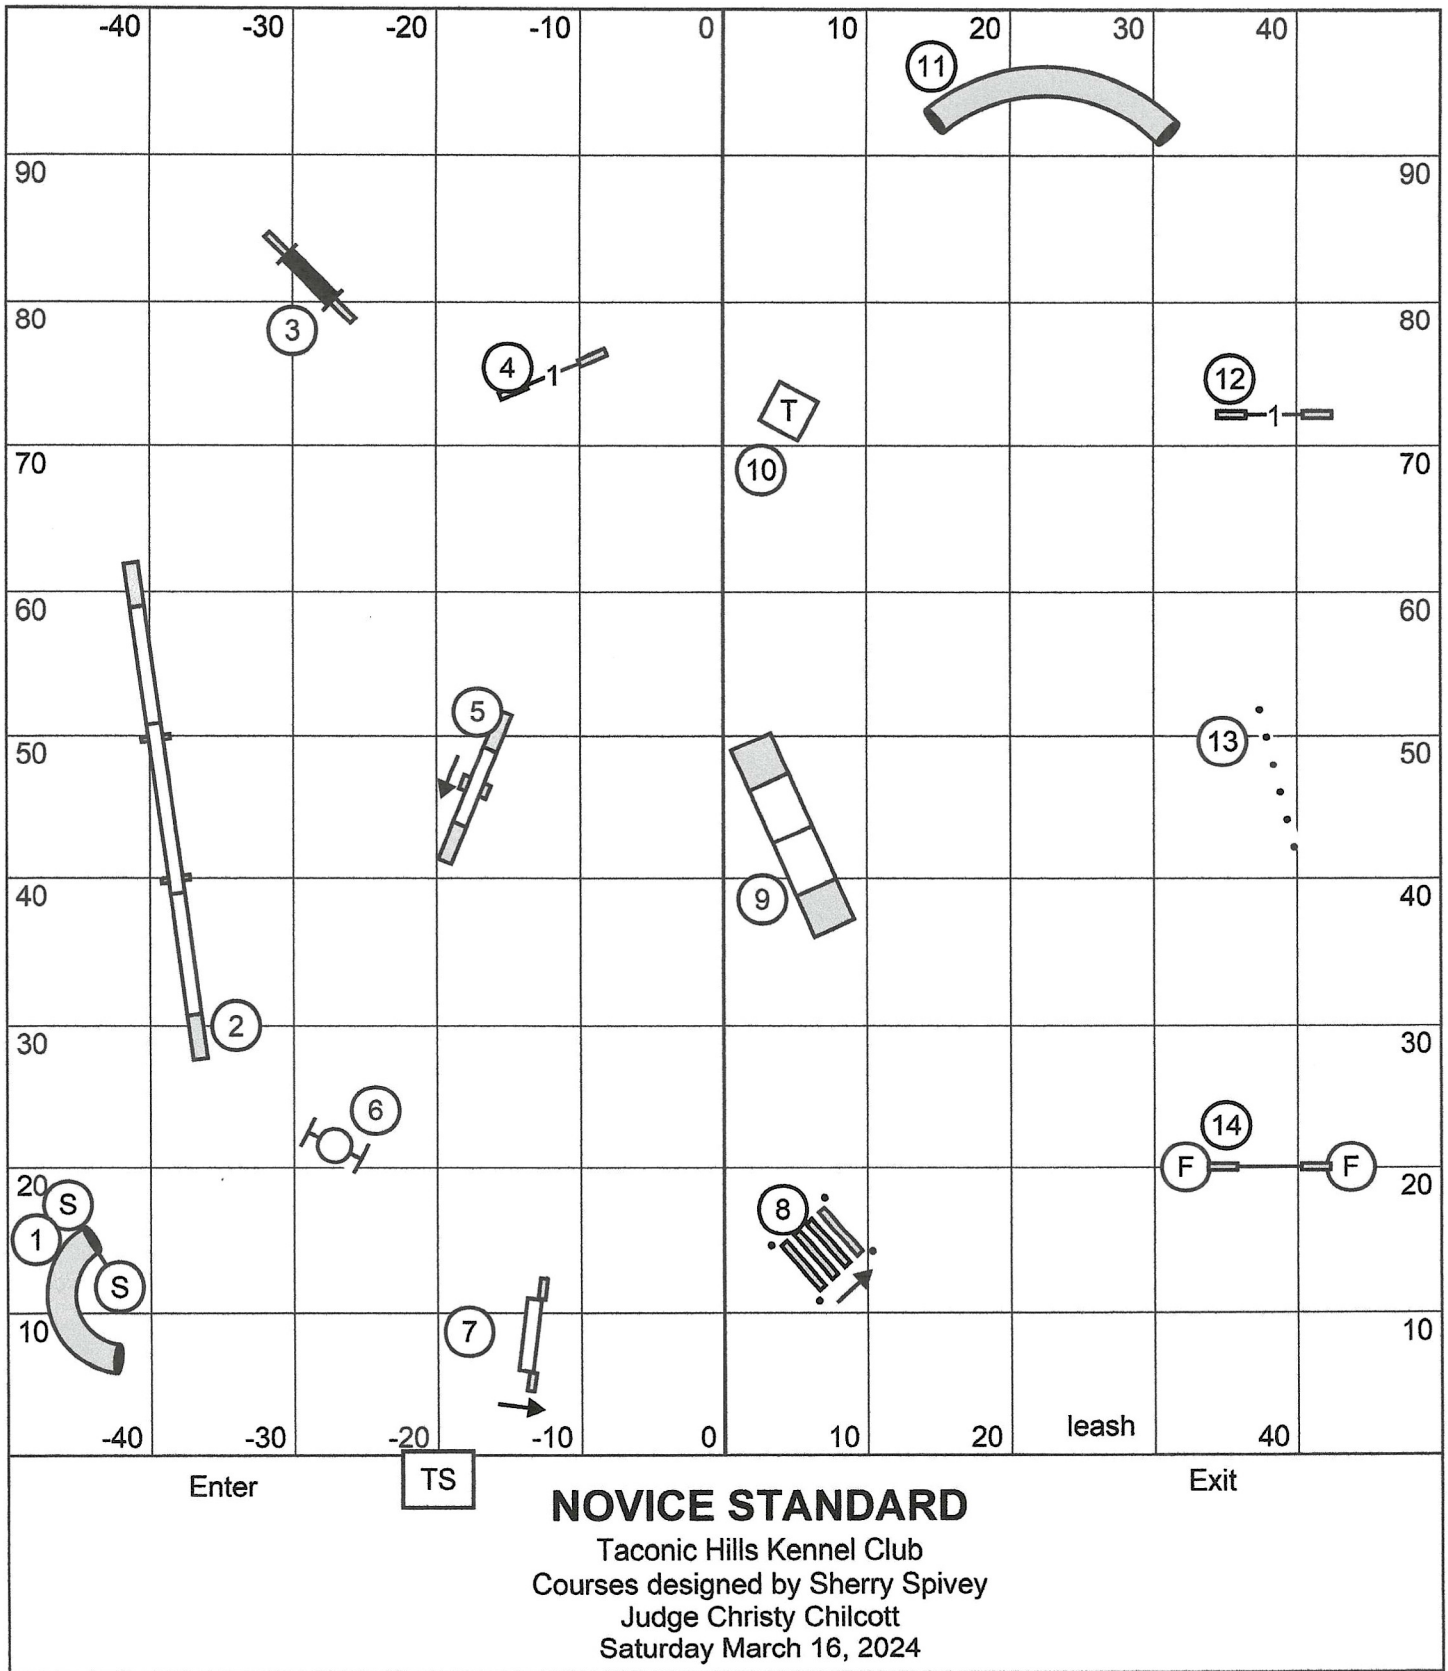 -40 -30 -20 -10 0 10 20 30 40
11
90 90
80 80
3
4 1
12
T
1
70 70
10
60 60
5
50 13 50
40 40
9
30 2 30
6
14
F F
20 20
S
1
8
S
10 7 10
leash
-40 -30 -20 -10 0 10 20 40
Enter TS Exit
NOVICE STANDARD
Taconic Hills Kennel Club
Courses designed by Sherry Spivey
Judge Christy Chilcott
Saturday March 16, 2024